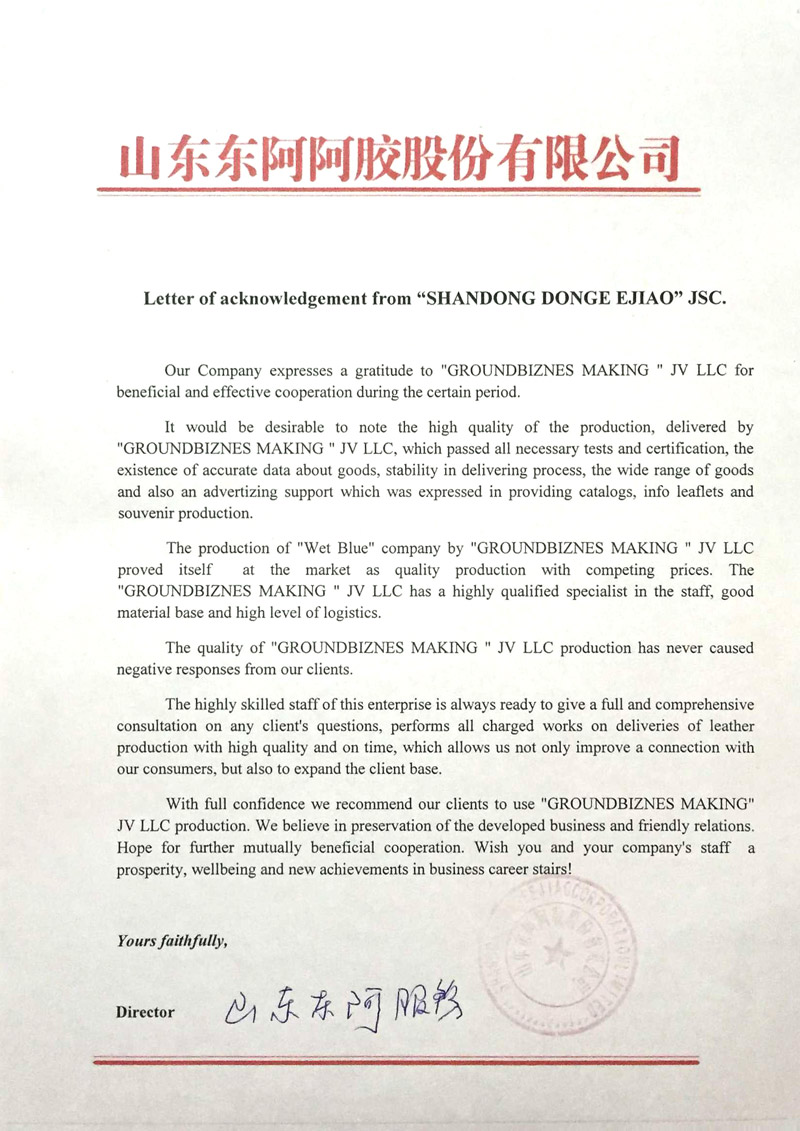 山东东阿阿胶股份有限公司
Letter of acknowledgement from “SHANDONG DONGE EJIAO” JSC.
Our Company expresses a gratitude to "GROUNDBIZNES MAKING " JV LLC for
beneficial and effective cooperation during the certain period.
It would be desirable to note the high quality of the production, delivered by
"GROUNDBIZNES MAKING " JV LLC, which passed all necessary tests and certification, the
existence of accurate data about goods, stability in delivering process, the wide range of goods
and also an advertizing support which was expressed in providing catalogs, info leaflets and
souvenir production.
The production of "Wet Blue" company by "GROUNDBIZNES MAKING " JV LLC
proved itself at the market as quality production with competing prices. The
"GROUNDBIZNES MAKING " JV LLC has a highly qualified specialist in the staff, good
material base and high level of logistics.
The quality of "GROUNDBIZNES MAKING " JV LLC production has never caused
negative responses from our clients.
The highly skilled staff of this enterprise is always ready to give a full and comprehensive
consultation on any client's questions, performs all charged works on deliveries of leather
production with high quality and on time, which allows us not only improve a connection with
our consumers, but also to expand the client base.
With full confidence we recommend our clients to use "GROUNDBIZNES MAKING"
JV LLC production. We believe in preservation of the developed business and friendly relations.
Hope for further mutually beneficial cooperation. Wish you and your company's staff a
prosperity, wellbeing and new achievements in business career stairs!
Yours faithfully,
Director 山东东阿